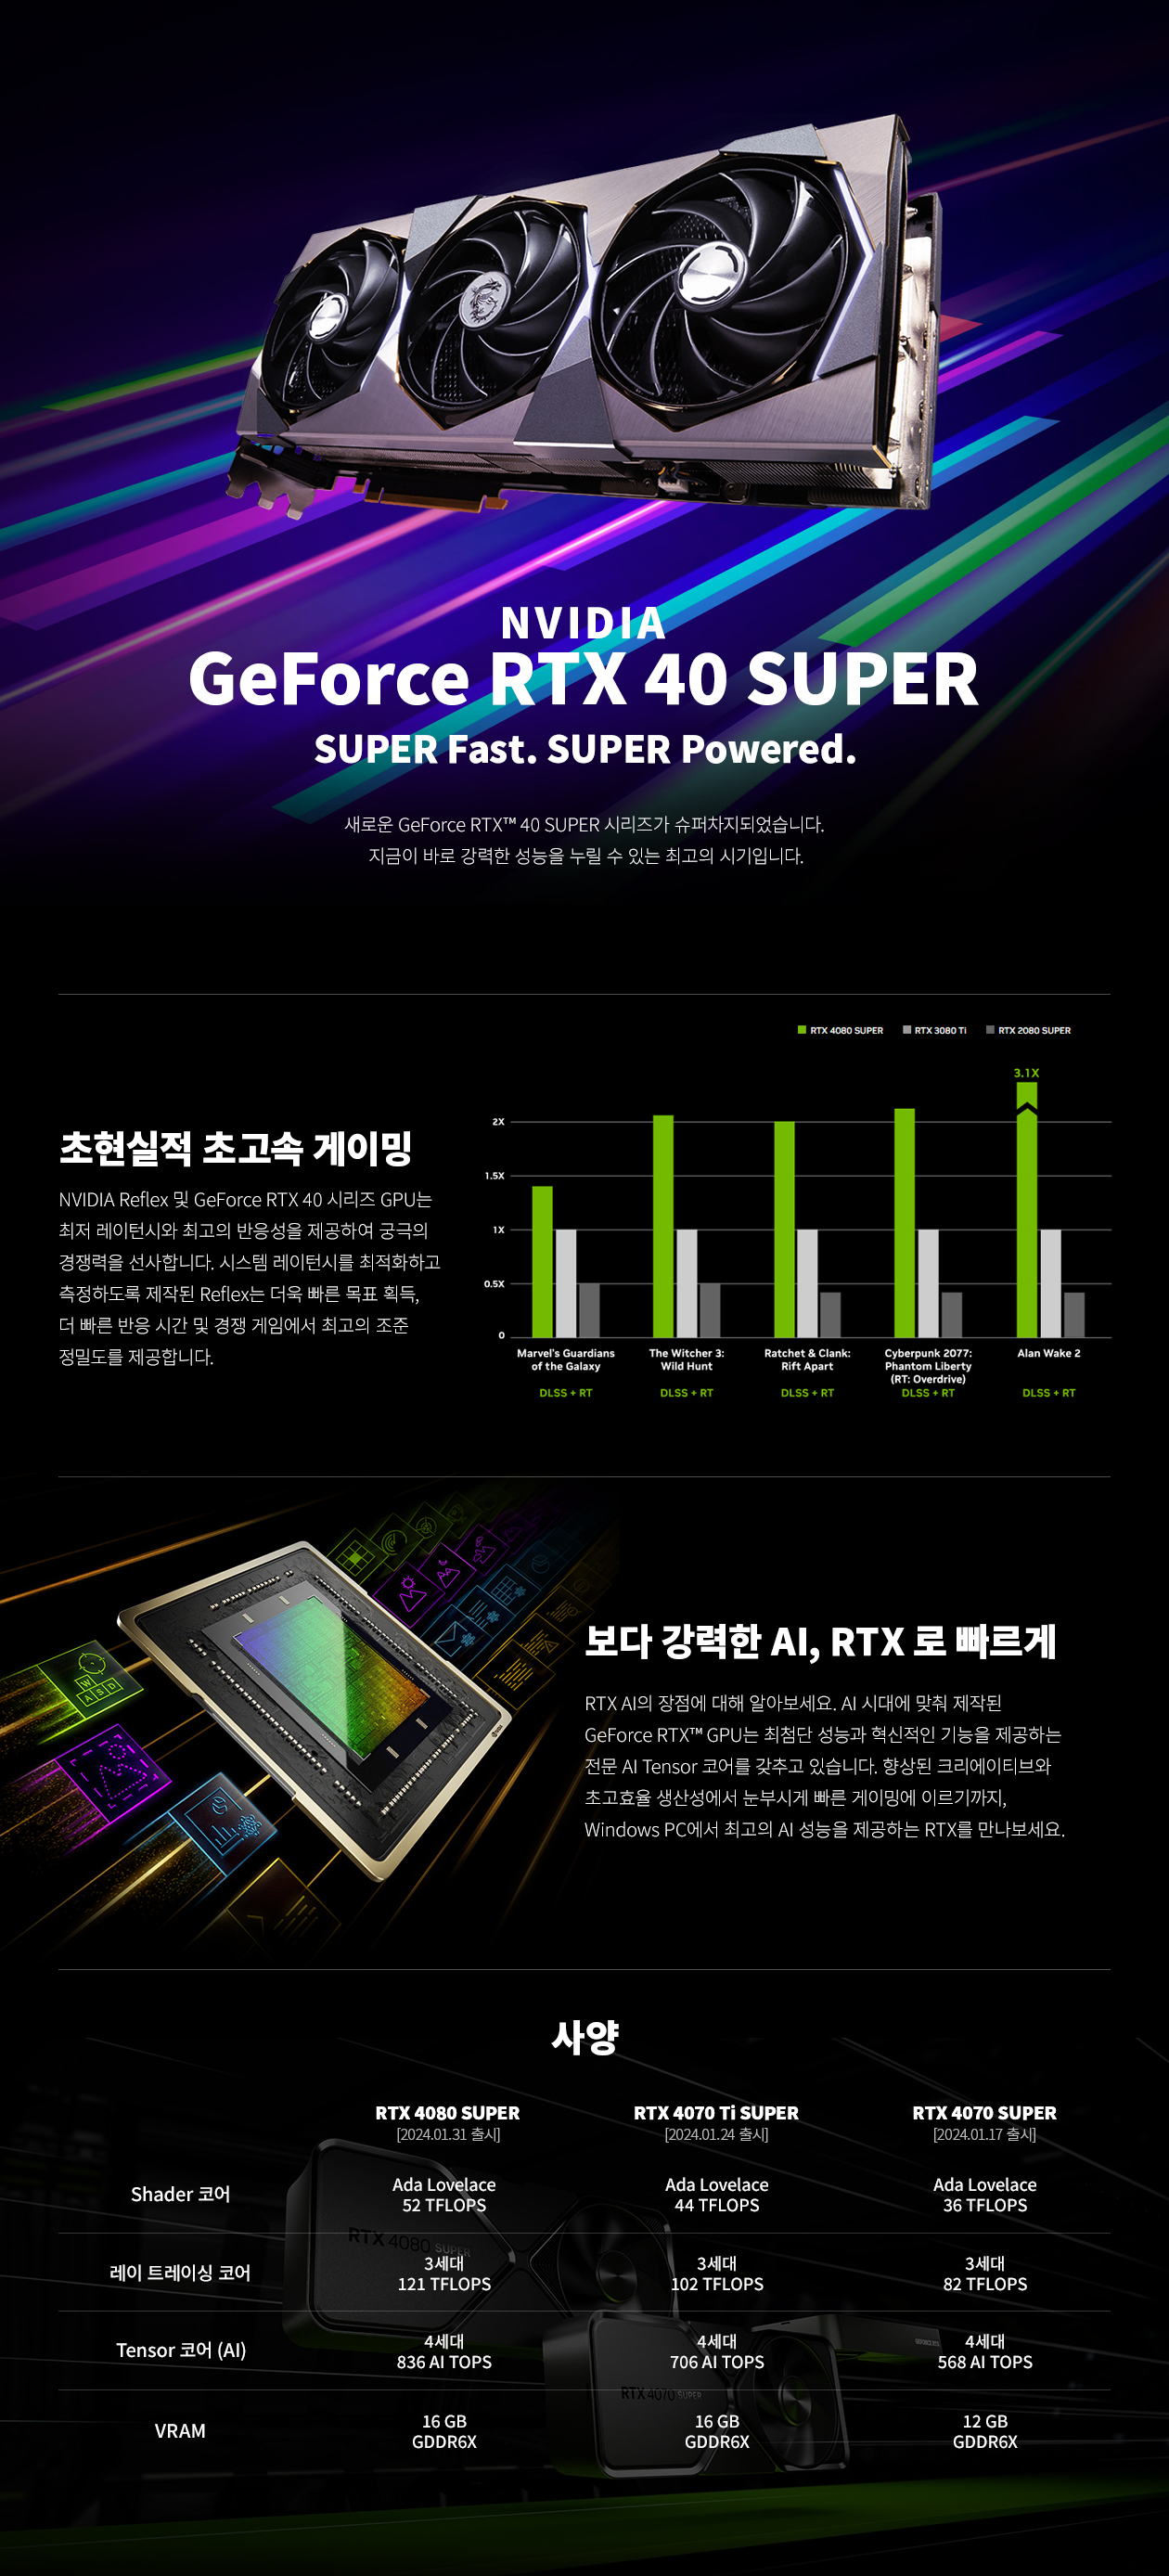 NVIDIA
GeForce RTX 40 SUPER
SUPER Fast. SUPER Powered.
새로운 GeForce RTX™ 40 SUPER 시리즈가 슈퍼차지되었습니다.
지금이 바로 강력한 성능을 누릴 수 있는 최고의 시기입니다.
초현실적 초고속 게이밍
NVIDIA Reflex 및 GeForce RTX 40 시리즈 GPU는
최저 레이턴시와 최고의 반응성을 제공하여 궁극의
경쟁력을 선사합니다. 시스템 레이턴시를 최적화하고
측정하도록 제작된 Reflex는 더욱 빠른 목표 획득,
더 빠른 반응 시간 및 경쟁 게임에서 최고의 조준
정밀도를 제공합니다.
RTX 4080 SUPER RTX 3080 Ti RTX 2080 SUPER
3.1X
2X
1.5X
1X
0.5X
0
Marvel's Guardians
of the Galaxy
DLSS + RT
The Witcher 3:
Wild Hunt
DLSS + RT
Ratchet & Clank:
Rift Apart
DLSS + RT
Cyberpunk 2077:
Phantom Liberty
(RT: Overdrive)
DLSS + RT
Alan Wake 2
DLSS + RT
W
A S D
보다 강력한 AI, RTX 로 빠르게
RTX AI의 장점에 대해 알아보세요. AI 시대에 맞춰 제작된
GeForce RTX™ GPU는 최첨단 성능과 혁신적인 기능을 제공하는
전문 AI Tensor 코어를 갖추고 있습니다. 향상된 크리에이티브와
초고효율 생산성에서 눈부시게 빠른 게이밍에 이르기까지,
Windows PC에서 최고의 AI 성능을 제공하는 RTX를 만나보세요.
사양
RTX 4080 SUPER RTX 4070 Ti SUPER RTX 4070 SUPER
[2024.01.31 출시] [2024.01.24 출시] [2024.01.17 출시]
Shader 코어
Ada Lovelace Ada Lovelace Ada Lovelace
52 TFLOPS 44 TFLOPS 36 TFLOPS
RTX 4080 SUPER
레이 트레이싱 코어
3세대 3세대 3세대
121 TFLOPS 102 TFLOPS 82 TFLOPS
Tensor 코어 (AI)
4세대 4세대 4세대
836 AI TOPS 706 AI TOPS 568 AI TOPS
RTX 4070 SUPER
VRAM
16 GB 16 GB 12 GB
GDDR6X GDDR6X GDDR6X